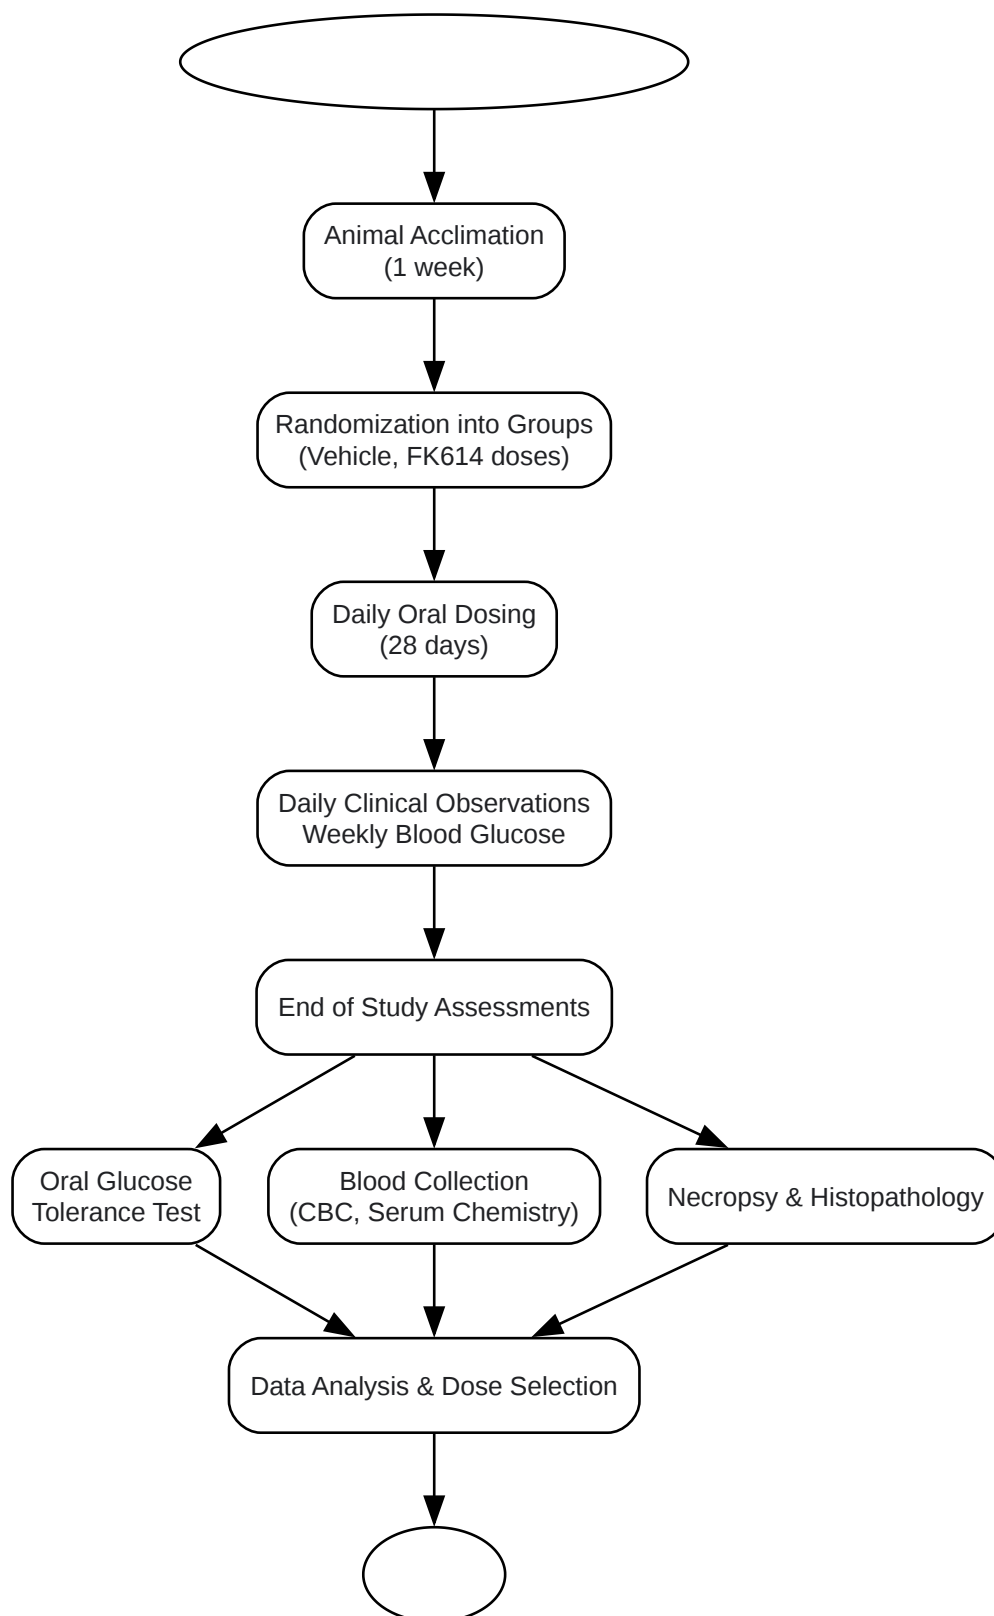 Animal Acclimation
(1 week)
Randomization into Groups
(Vehicle, FK614 doses)
Daily Oral Dosing
(28 days)
Daily Clinical Observations
Weekly Blood Glucose
End of Study Assessments
Oral Glucose
Tolerance Test
Blood Collection
(CBC, Serum Chemistry)
Necropsy & Histopathology
Data Analysis & Dose Selection